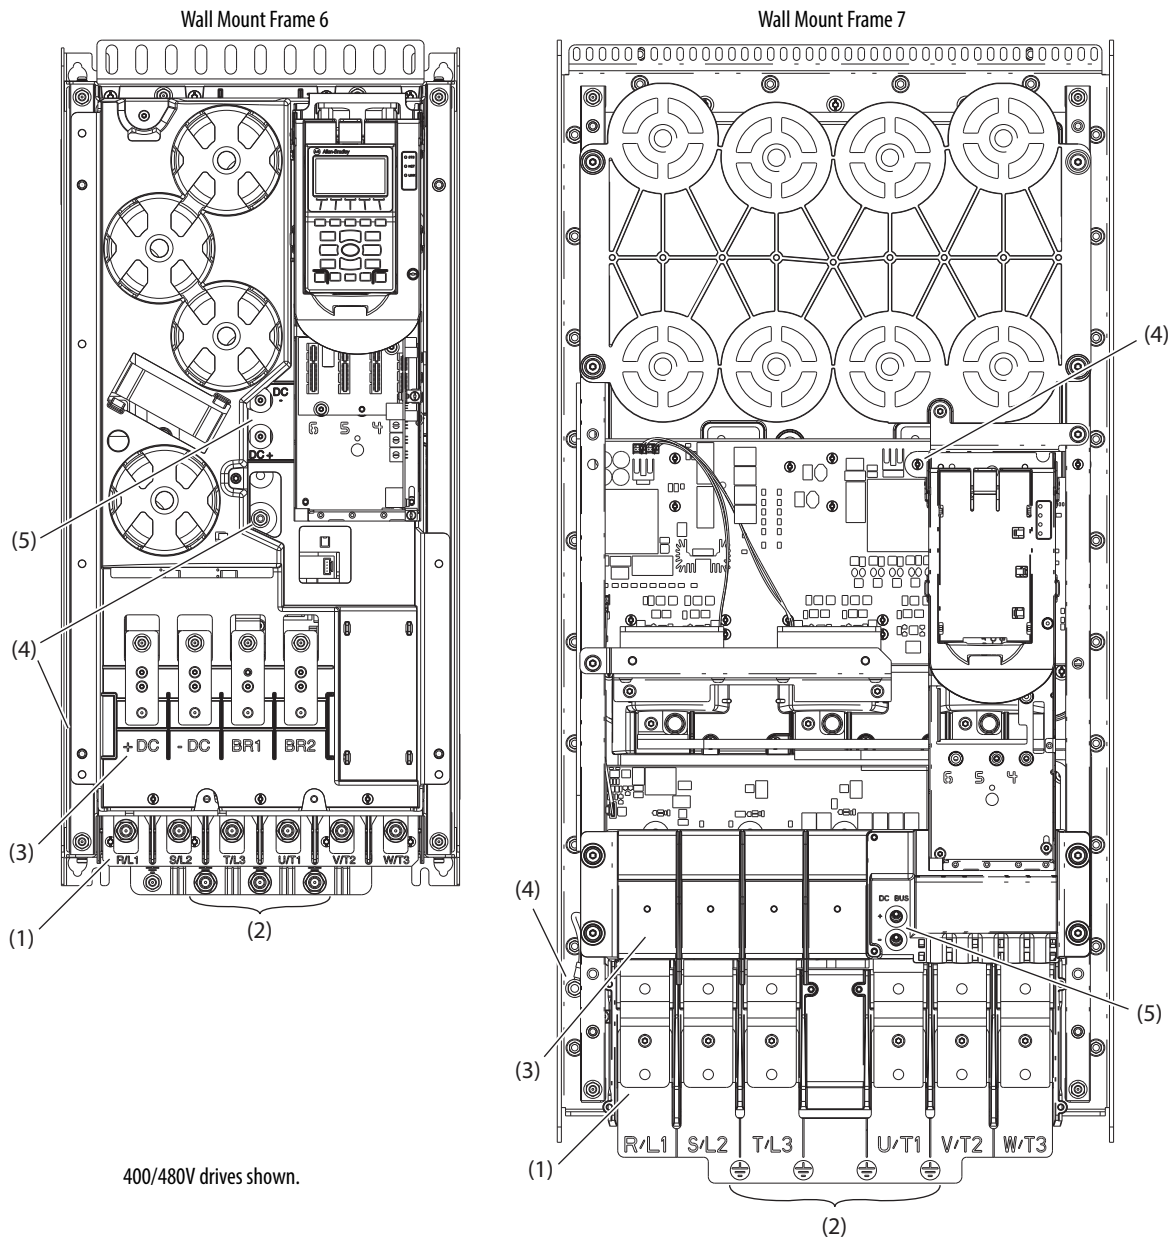 Wall Mount Frame 6
Wall Mount Frame 7
Allen-Bradley
DC
-
DC +
6 5 4
(5)
(4)
+ DC
- DC
BR1
BR2
(3)
R/L1
S/L2
T/L3
U/T1
V/T2
W/T3
(1)
(2)
400/480V drives shown.
(4)
6 5 4
DC BUS
+
-
(4)
(5)
(3)
(1)
R/L1
S/L2
T/L3
U/T1
V/T2
W/T3
(2)